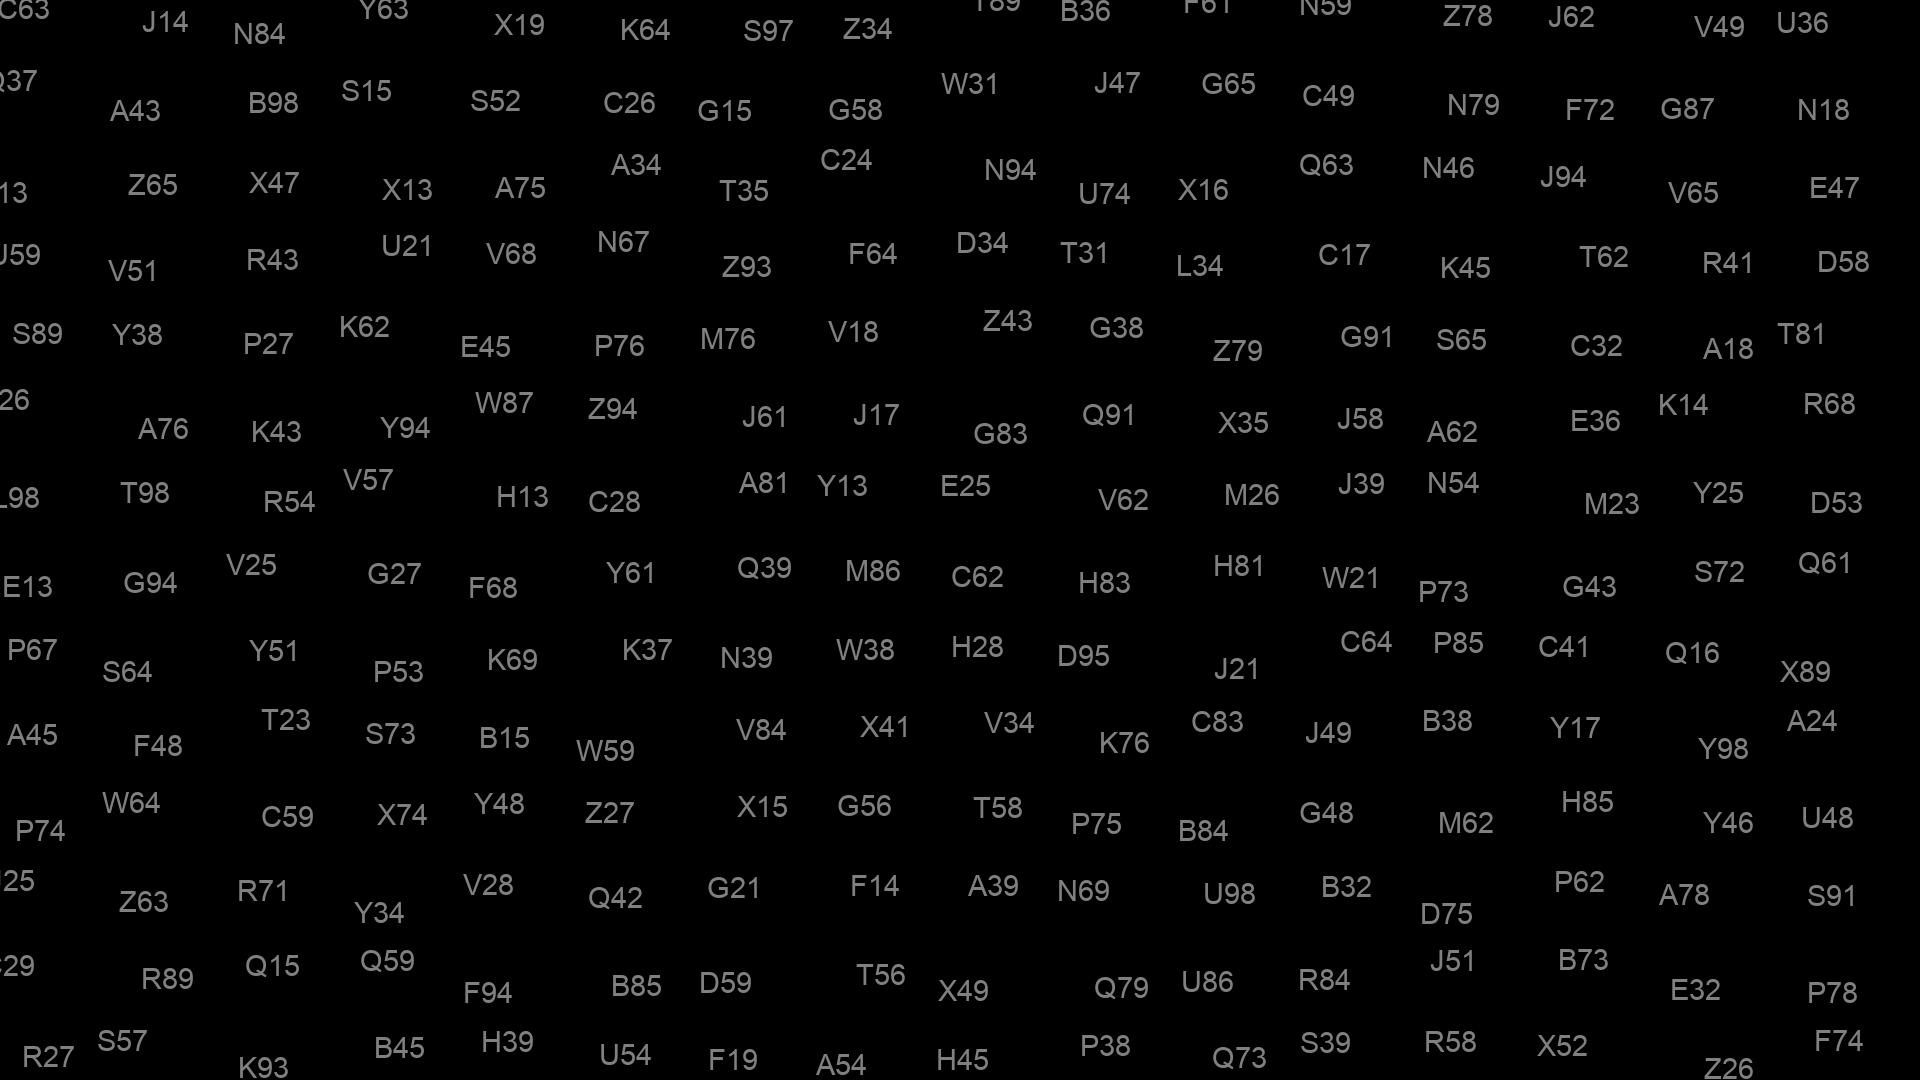 C63 J14 N84 Y63 X19 K64 S97 Z34 T89 B36 F61 N59 Z78 J62 V49 U36
Q37 A43 B98 S15 S52 C26 G15 G58 W31 J47 G65 C49 N79 F72 G87 N18
13 Z65 X47 X13 A75 A34 T35 C24 N94 U74 X16 Q63 N46 J94 V65 E47
J59 V51 R43 U21 V68 N67 Z93 F64 D34 T31 L34 C17 K45 T62 R41 D58
S89 Y38 P27 K62 E45 P76 M76 V18 Z43 G38 Z79 G91 S65 C32 A18 T81
26 A76 K43 Y94 W87 Z94 J61 J17 G83 Q91 X35 J58 A62 E36 K14 R68
L98 T98 R54 V57 H13 C28 A81 Y13 E25 V62 M26 J39 N54 M23 Y25 D53
E13 G94 V25 G27 F68 Y61 Q39 M86 C62 H83 H81 W21 P73 G43 S72 Q61
P67 S64 Y51 P53 K69 K37 N39 W38 H28 D95 J21 C64 P85 C41 Q16 X89
A45 F48 T23 S73 B15 W59 V84 X41 V34 K76 C83 J49 B38 Y17 Y98 A24
P74 W64 C59 X74 Y48 Z27 X15 G56 T58 P75 B84 G48 M62 H85 Y46 U48
25 Z63 R71 Y34 V28 Q42 G21 F14 A39 N69 U98 B32 D75 P62 A78 S91
29 R89 Q15 Q59 F94 B85 D59 T56 X49 Q79 U86 R84 J51 B73 E32 P78
R27 S57 K93 B45 H39 U54 F19 A54 H45 P38 Q73 S39 R58 X52 Z26 F74